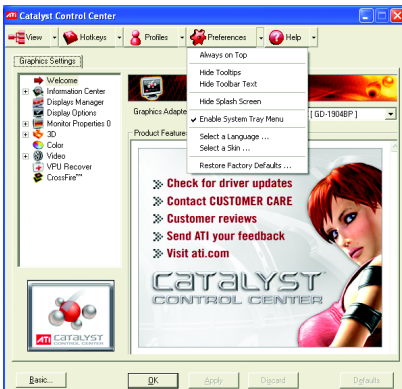 ATI Catalyst Control Center
View Hotkeys Profiles Preferences Help
Graphics Settings
Always on Top
Hide Tooltips
Hide Toolbar Text
Hide Splash Screen
Enable System Tray Menu
Select a Language ...
Select a Skin ...
Restore Factory Defaults ...
Welcome
Information Center
Displays Manager
Display Options
Monitor Properties 0
3D
Color
Video
VPU Recover
CrossFire™
Graphics Adapte
[ GD-1904BP ]
Product Feature
Check for driver updates
Contact CUSTOMER CARE
Customer reviews
Send ATI your feedback
Visit ati.com
CATALYST
CONTROL CENTER
ATI CATALYST
CONTROL CENTER
Basic...
OK
Apply
Discard
Defaults